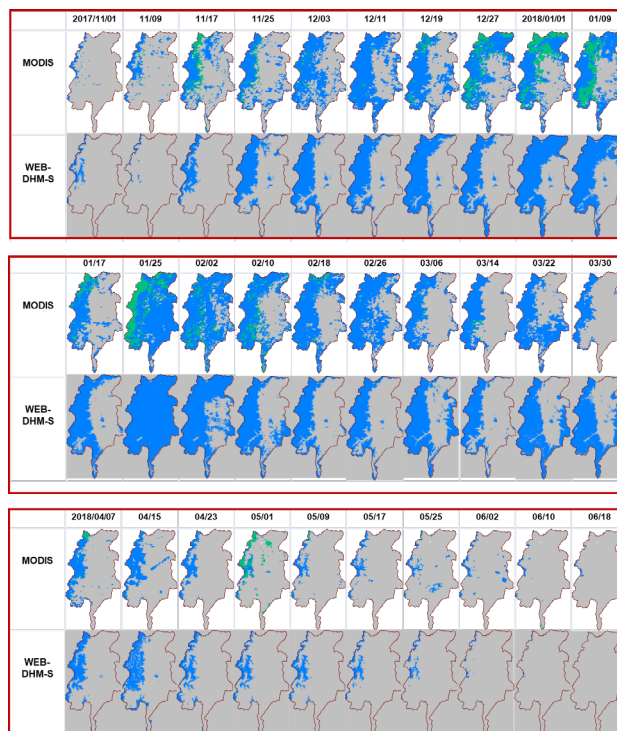 2017/11/01 11/09 11/17 11/25 12/03 12/11 12/19 12/27 2018/01/01 01/09
MODIS
WEB-
DHM-S
01/17 01/25 02/02 02/10 02/18 02/26 03/06 03/14 03/22 03/30
MODIS
WEB-
DHM-S
2018/04/07 04/15 04/23 05/01 05/09 05/17 05/25 06/02 06/10 06/18
MODIS
WEB-
DHM-S